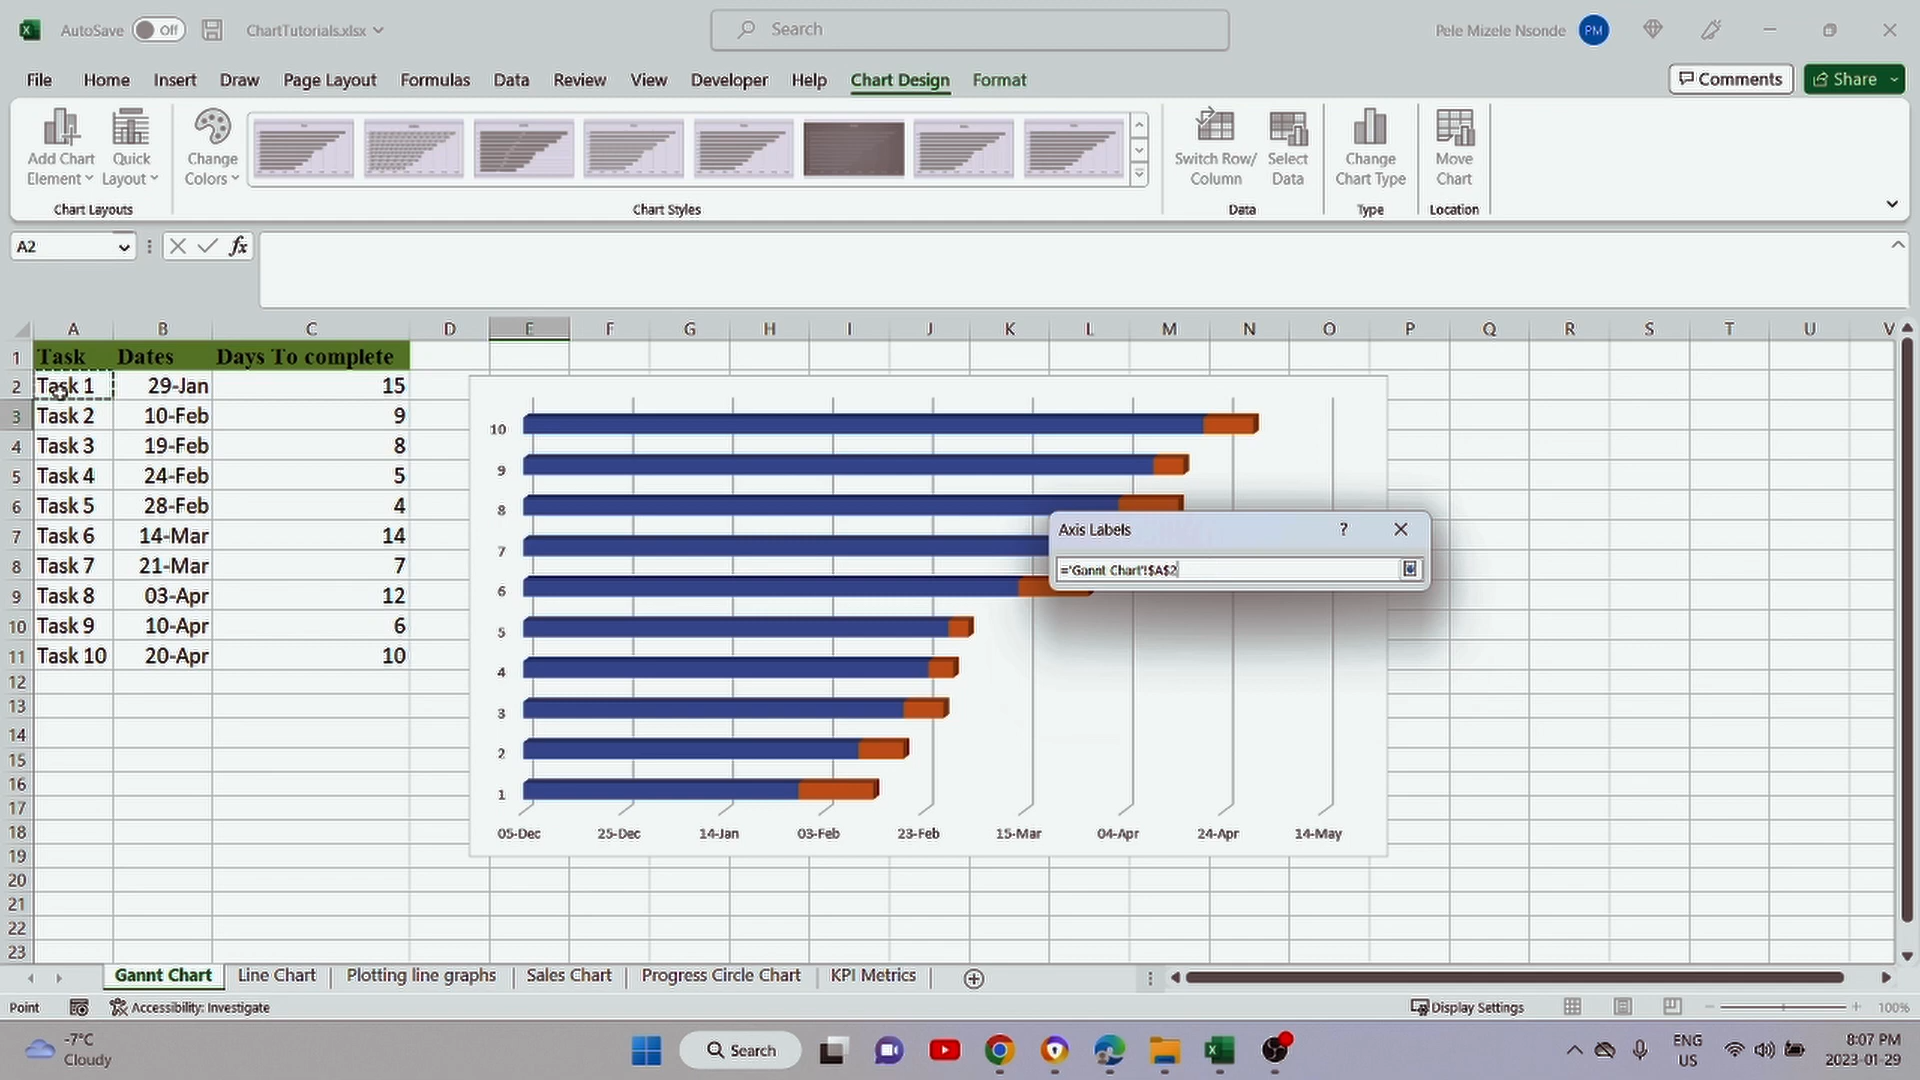 AutoSave Off ChartTutorials.xlsx Search Pele Mizele Nsonde PM
File Home Insert Draw Page Layout Formulas Data Review View Developer Help Chart Design Format Comments Share
Add Chart Element Quick Layout Change Colors Switch Row/Column Select Data Change Chart Type Move Chart
Chart Layouts Chart Styles Data Type Location
A2 fx
A B C D E F G H I J K L M N O P Q R S T U V
1 Task Dates Days To complete
2 Task 1 29-Jan 15
3 Task 2 10-Feb 9
4 Task 3 19-Feb 8
5 Task 4 24-Feb 5
6 Task 5 28-Feb 4
7 Task 6 14-Mar 14
8 Task 7 21-Mar 7
9 Task 8 03-Apr 12
10 Task 9 10-Apr 6
11 Task 10 20-Apr 10
12
13
14
15
16
17
18
19
20
21
22
23
10
9
8
7
6
5
4
3
2
1
05-Dec 25-Dec 14-Jan 03-Feb 23-Feb 15-Mar 04-Apr 24-Apr 14-May
Axis Labels ?
='Gannt Chart'!$A$2
Gannt Chart Line Chart Plotting line graphs Sales Chart Progress Circle Chart KPI Metrics
Point Accessibility: Investigate Display Settings 100%
-7°C
Cloudy
Search
ENG
US
8:07 PM
2023-01-29